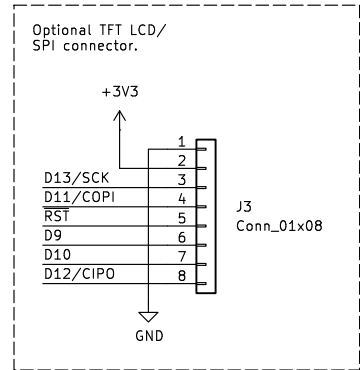 Optional TFT LCD/
SPI connector.
+3V3
1
2
D13/SCK 3
D11/COPI 4
RST 5
D9 6
D10 7
D12/CIPO 8
J3
Conn_01x08
GND